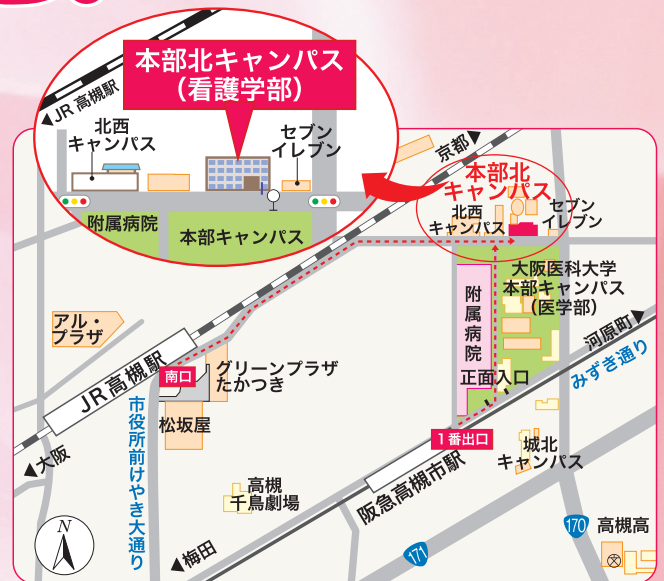 本部北キャンパス
（看護学部）
JR 高槻駅
北西
キャンパス
セブン
イレブン
附属病院
本部キャンパス
京都
本部北
キャンパス
北西
キャンパス
セブン
イレブン
大阪医科大学
本部キャンパス
（医学部）
附属病院
河原町
みずき通り
正面入口
アル・
プラザ
JR高槻駅
南口
グリーンプラザ
たかつき
松坂屋
市役所前けやき大通り
1番出口
阪急高槻市駅
城北
キャンパス
大阪
高槻
千鳥劇場
梅田
171
170
高槻高
N